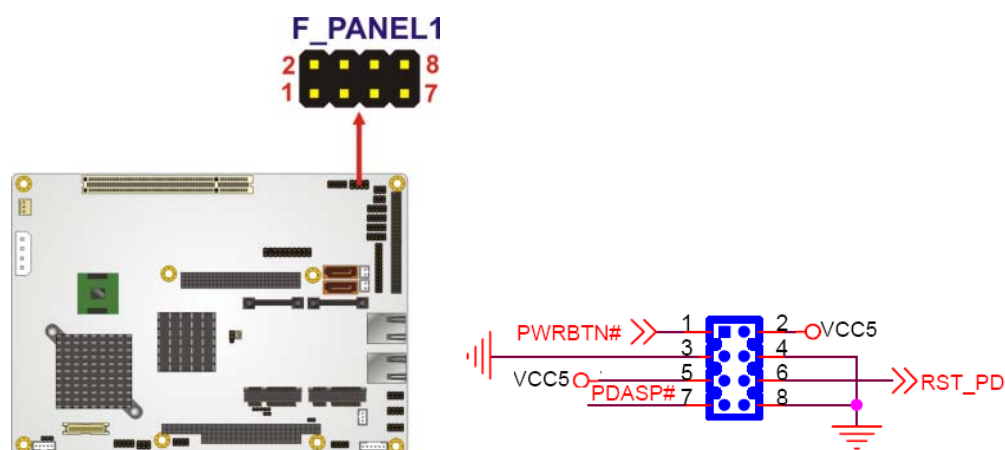 F_PANEL1
2 8
1 7
PWRBTN# 1 2 VCC5
3 4
VCC5 5 6 RST_PD
PDASP# 7 8